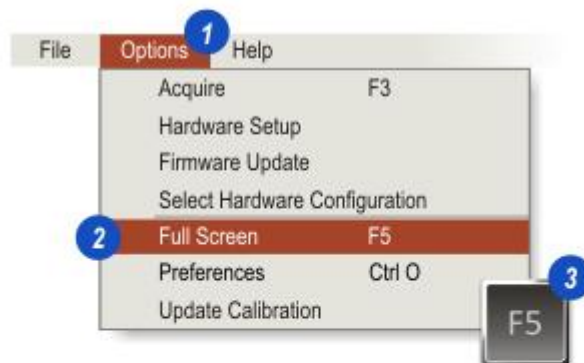 File Options 1 Help
Acquire F3
Hardware Setup
Firmware Update
Select Hardware Configuration
2 Full Screen F5
Preferences Ctrl O
3
Update Calibration
F5